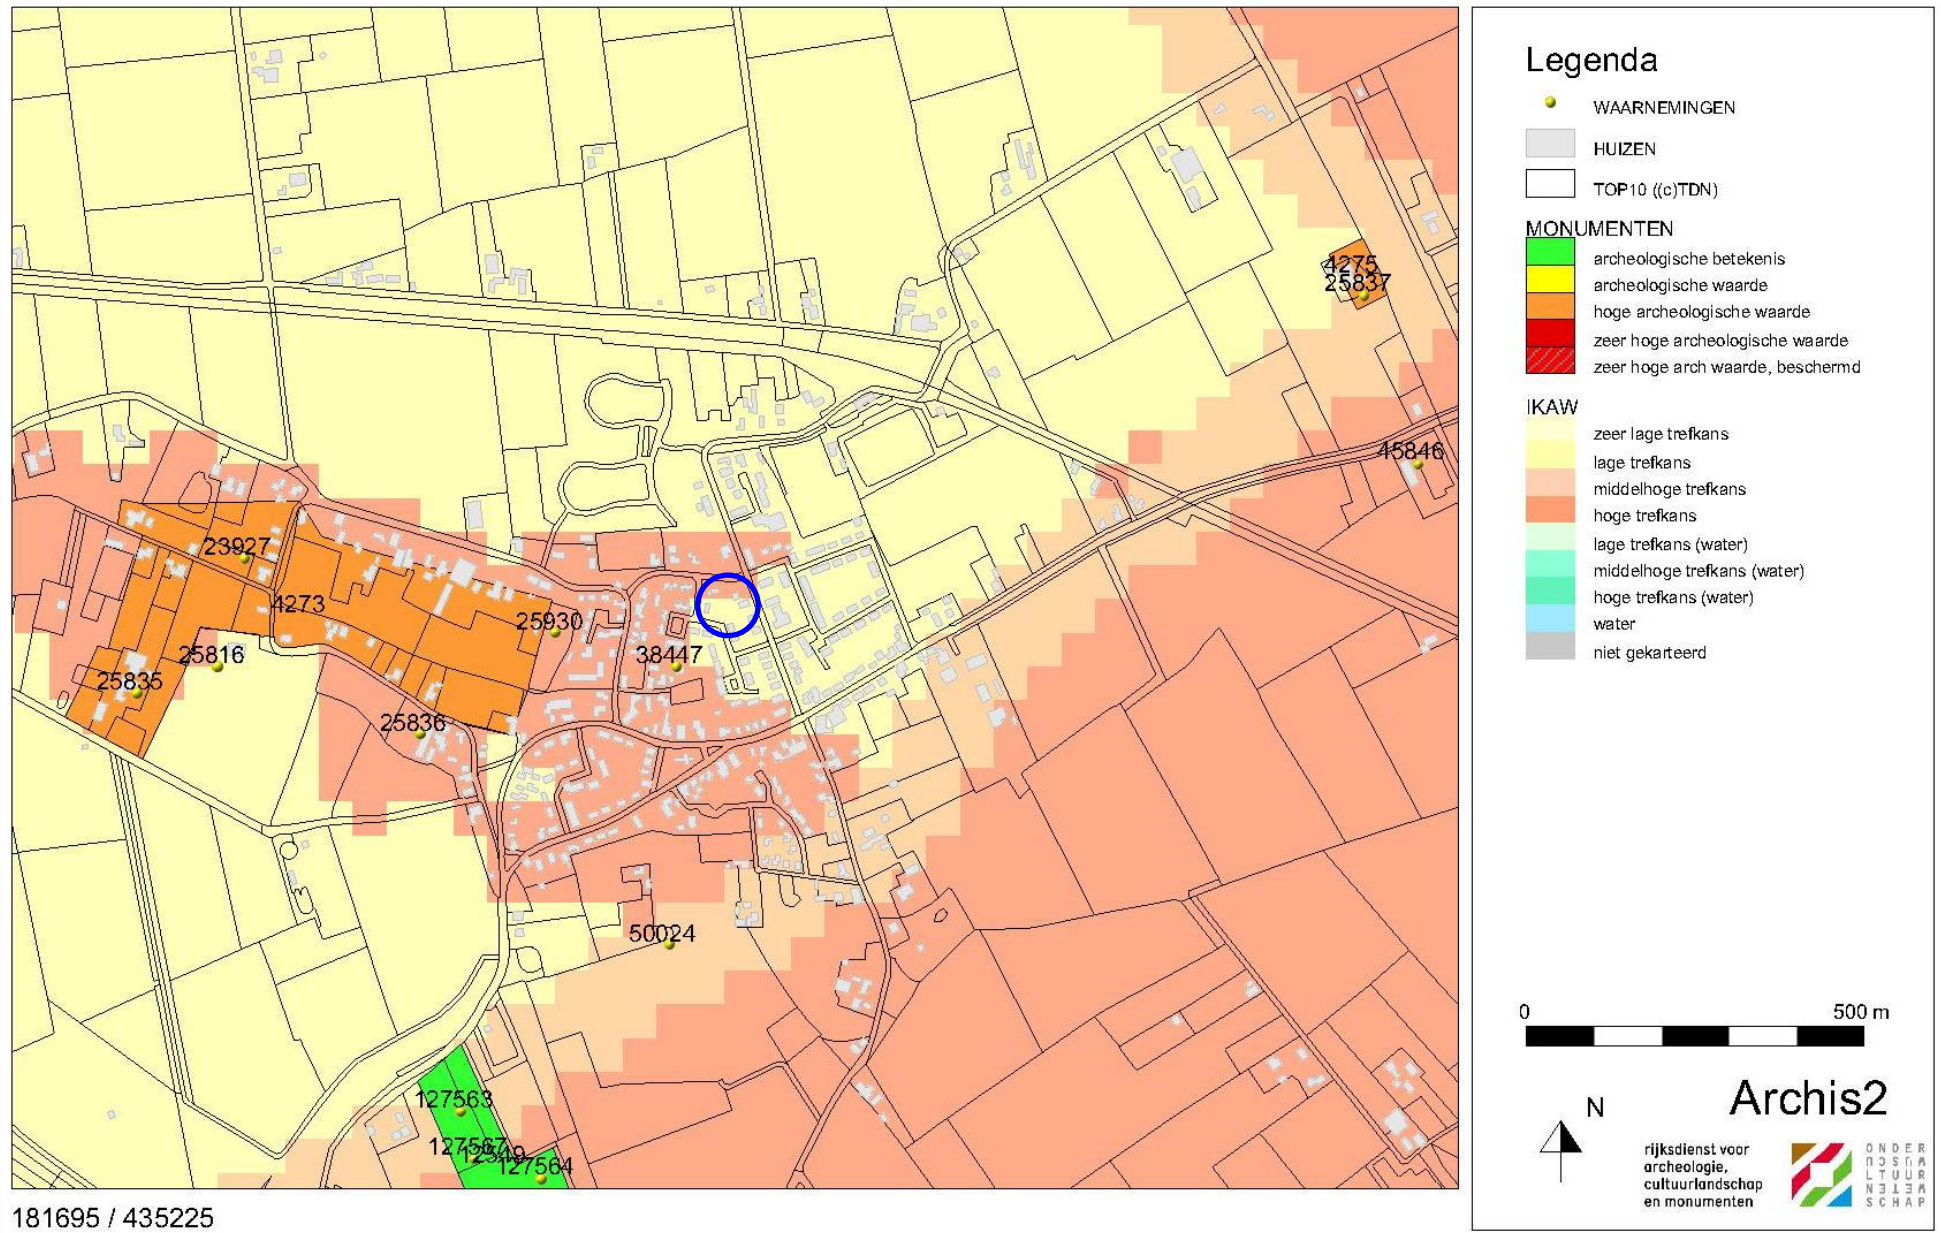 4275
25837
45846
23927
4273
25930
25816
38447
25835
25836
50024
127563
127567
12549
127564
181695 / 435225
Legenda
WAARNEMINGEN
HUIZEN
TOP10 ((c)TDN)
MONUMENTEN
archeologische betekenis
archeologische waarde
hoge archeologische waarde
zeer hoge archeologische waarde
zeer hoge arch waarde, beschermd
IKAW
zeer lage trefkans
lage trefkans
middelhoge trefkans
hoge trefkans
lage trefkans (water)
middelhoge trefkans (water)
hoge trefkans (water)
water
niet gekarteerd
0 500 m
Archis2
N
rijksdienst voor
archeologie,
cultuurlandschap
en monumenten